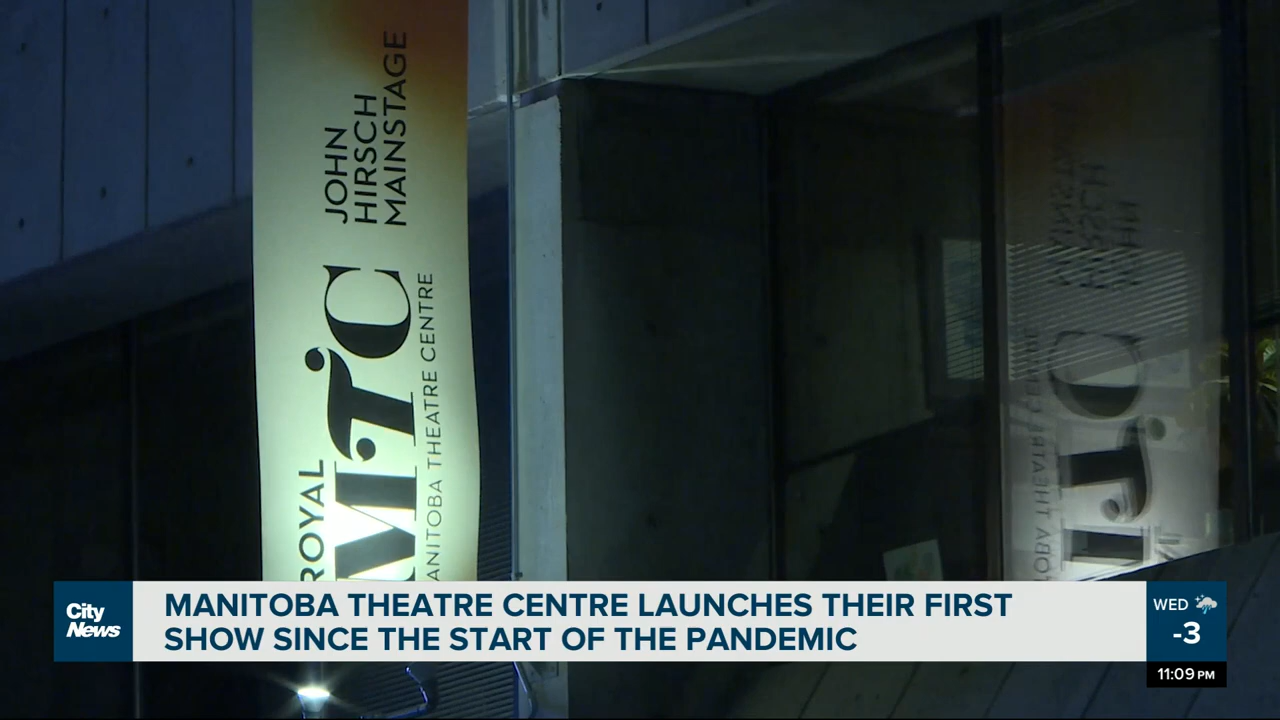 JOHN
HIRSCH
MAINSTAGE
ROYAL
MTC
MANITOBA THEATRE CENTRE
City
News
MANITOBA THEATRE CENTRE LAUNCHES THEIR FIRST
SHOW SINCE THE START OF THE PANDEMIC
WED
-3
11:09 PM